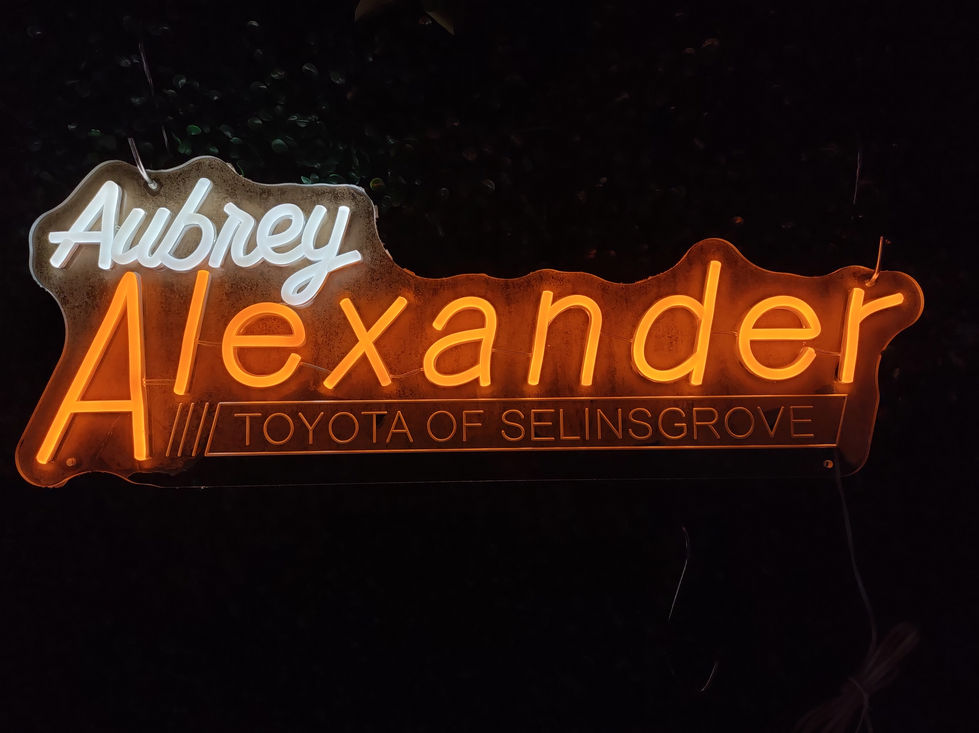 Aubrey
Alexander
TOYOTA OF SELINSGROVE